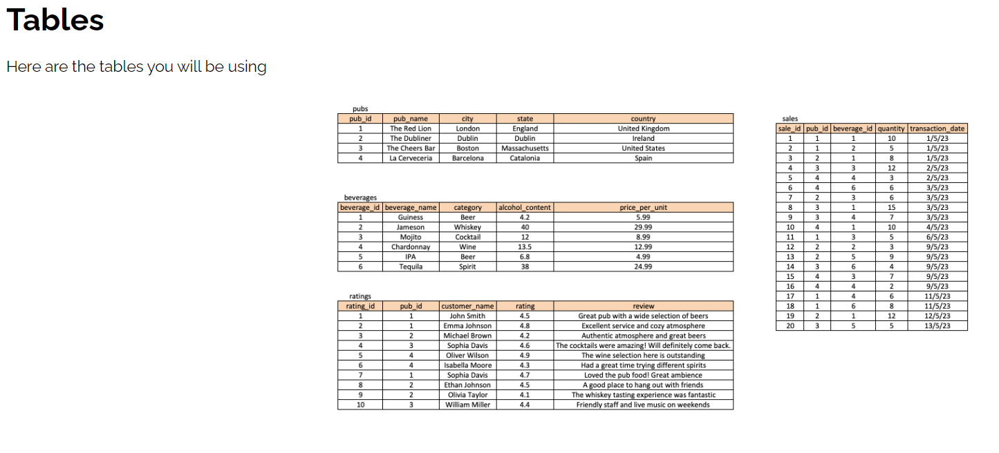 Tables
Here are the tables you will be using
pubs
pub_id pub_name city state country
1 The Red Lion London England United Kingdom
2 The Dubliner Dublin Dublin Ireland
3 The Cheers Bar Boston Massachusetts United States
4 La Cerveceria Barcelona Catalonia Spain
beverages
beverage_id beverage_name category alcohol_content price_per_unit
1 Guiness Beer 4.2 5.99
2 Jameson Whiskey 40 29.99
3 Mojito Cocktail 12 8.99
4 Chardonnay Wine 13.5 12.99
5 IPA Beer 6.8 4.99
6 Tequila Spirit 38 24.99
ratings
rating_id pub_id customer_name rating review
1 1 John Smith 4.5 Great pub with a wide selection of beers
2 1 Emma Johnson 4.8 Excellent service and cozy atmosphere
3 2 Michael Brown 4.2 Authentic atmosphere and great beers
4 3 Sophia Davis 4.6 The cocktails were amazing! Will definitely come back.
5 4 Oliver Wilson 4.9 The wine selection here is outstanding
6 4 Isabella Moore 4.3 Had a great time trying different spirits
7 1 Sophia Davis 4.7 Loved the pub food! Great ambience
8 2 Ethan Johnson 4.5 A good place to hang out with friends
9 2 Olivia Taylor 4.1 The whiskey tasting experience was fantastic
10 3 William Miller 4.4 Friendly staff and live music on weekends
sales
sale_id pub_id beverage_id quantity transaction_date
1 1 1 10 1/5/23
2 1 2 5 1/5/23
3 2 1 8 1/5/23
4 3 3 12 2/5/23
5 4 4 3 2/5/23
6 4 6 6 3/5/23
7 2 3 6 3/5/23
8 3 1 15 3/5/23
9 3 4 7 3/5/23
10 4 1 10 4/5/23
11 1 3 5 6/5/23
12 2 2 3 9/5/23
13 2 5 9 9/5/23
14 3 6 4 9/5/23
15 4 3 7 9/5/23
16 4 4 2 9/5/23
17 1 4 6 11/5/23
18 1 6 8 11/5/23
19 2 1 12 12/5/23
20 3 5 5 13/5/23